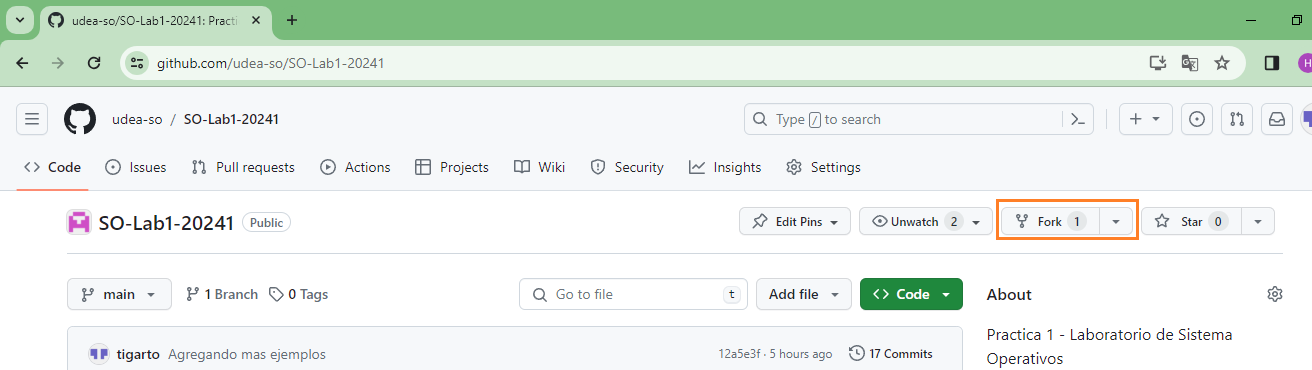 udea-so/SO-Lab1-20241: Practi
github.com/udea-so/SO-Lab1-20241
H
udea-so / SO-Lab1-20241
Type / to search
Code Issues Pull requests Actions Projects Wiki Security Insights Settings
SO-Lab1-20241 Public Edit Pins Unwatch 2 Fork 1 Star 0
main 1 Branch 0 Tags Go to file t Add file Code About
Practica 1 - Laboratorio de Sistema
Operativos
tigarto Agregando mas ejemplos 12a5e3f · 5 hours ago 17 Commits